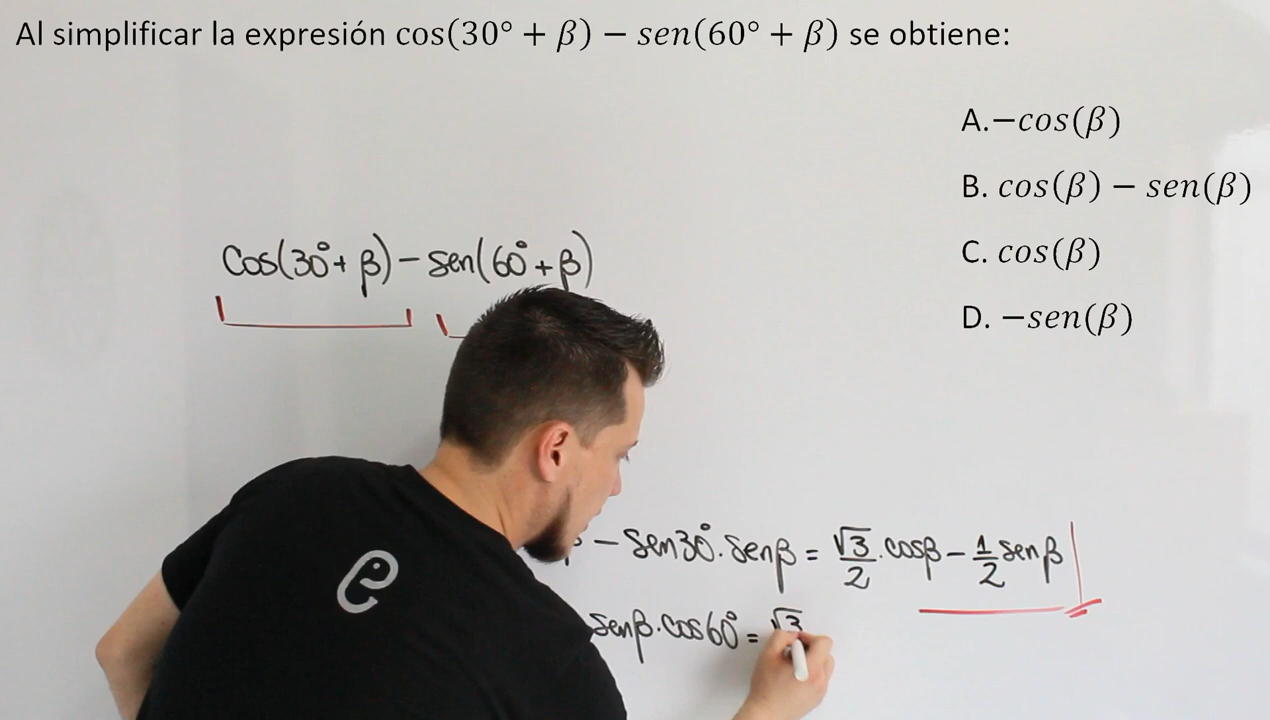 Al simplificar la expresión cos(30° + β) − sen(60° + β) se obtiene:
A.−cos(β)
B. cos(β) − sen(β)
C. cos(β)
D. −sen(β)
Cos(30°+ β) − sen(60°+β)
− sen30°.senβ = √3/2 .cosβ − 1/2 senβ
senβ.cos60° = √3
e